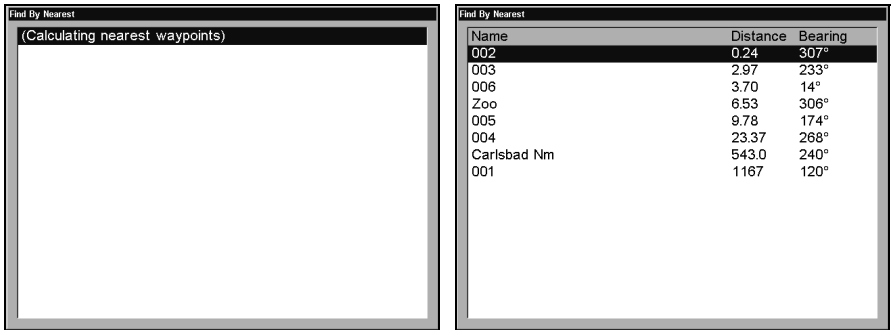 Find By Nearest
(Calculating nearest waypoints)
Find By Nearest
Name Distance Bearing
002 0.24 307°
003 2.97 233°
006 3.70 14°
Zoo 6.53 306°
005 9.78 174°
004 23.37 268°
Carlsbad Nm 543.0 240°
001 1167 120°